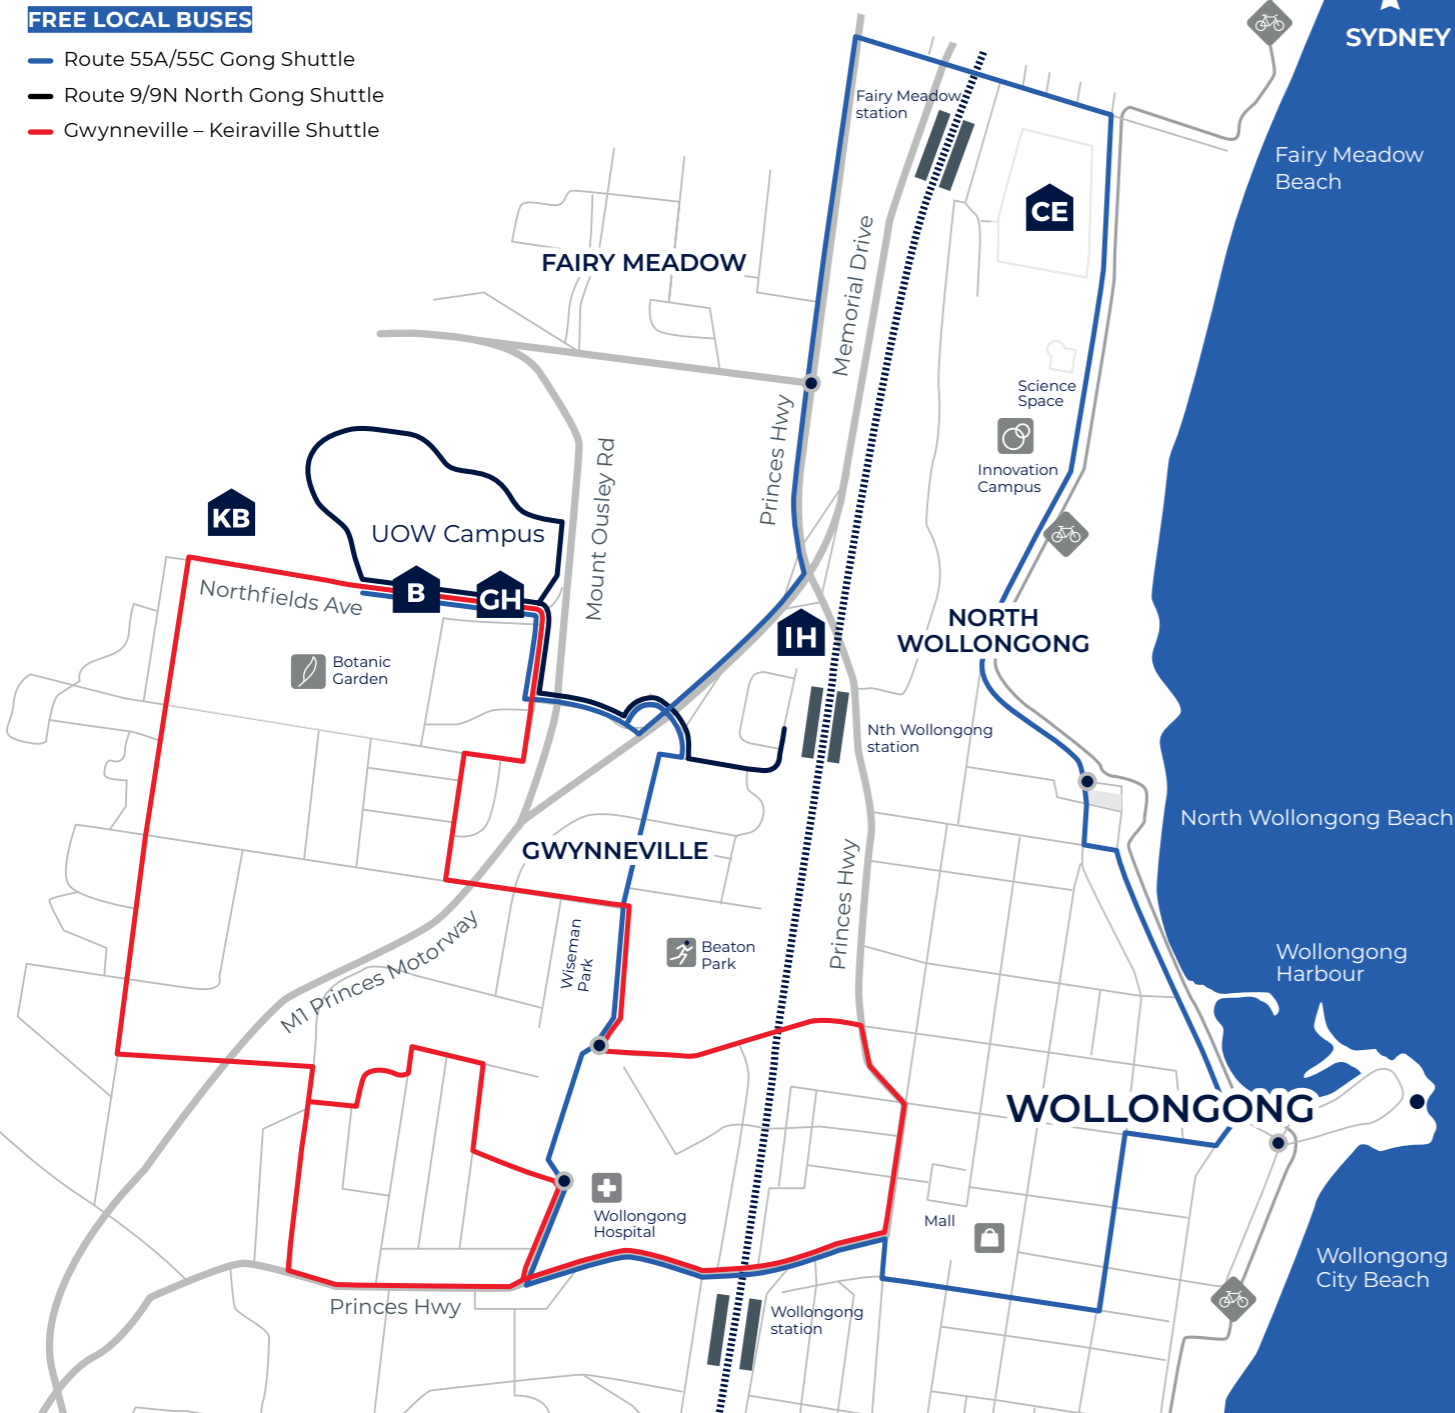 FREE LOCAL BUSES
Route 55A/55C Gong Shuttle
Route 9/9N North Gong Shuttle
Gwynneville – Keiraville Shuttle
SYDNEY
Fairy Meadow
station
Fairy Meadow
Beach
CE
FAIRY MEADOW
Memorial Drive
Science
Space
Princes Hwy
Mount Ousley Rd
Innovation
Campus
KB
UOW Campus
B
GH
Northfields Ave
IH
NORTH
WOLLONGONG
Botanic
Garden
Nth Wollongong
station
North Wollongong Beach
GWYNNEVILLE
Princes Hwy
Wiseman
Park
Beaton
Park
M1 Princes Motorway
Wollongong
Harbour
WOLLONGONG
Wollongong
Hospital
Mall
Wollongong
City Beach
Princes Hwy
Wollongong
station